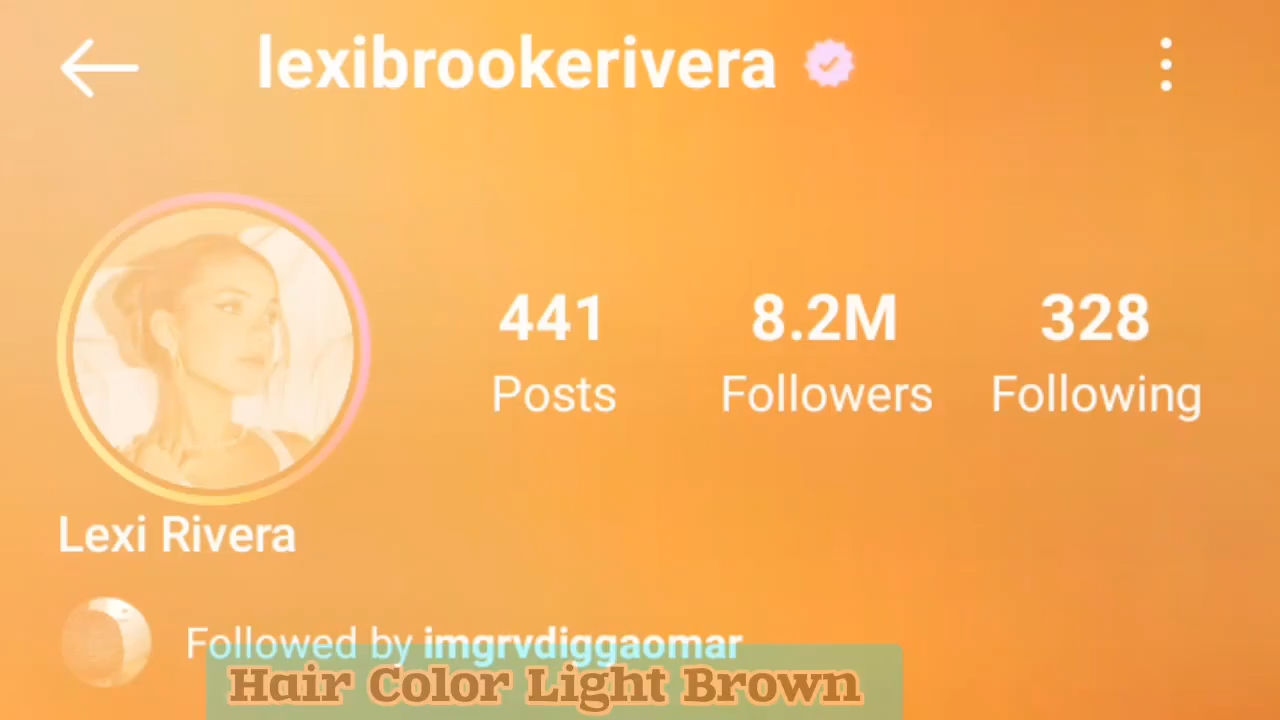 lexibrookerivera
441 8.2M 328
Posts Followers Following
Lexi Rivera
Followed by imgrvdiggaomar
Hair Color Light Brown